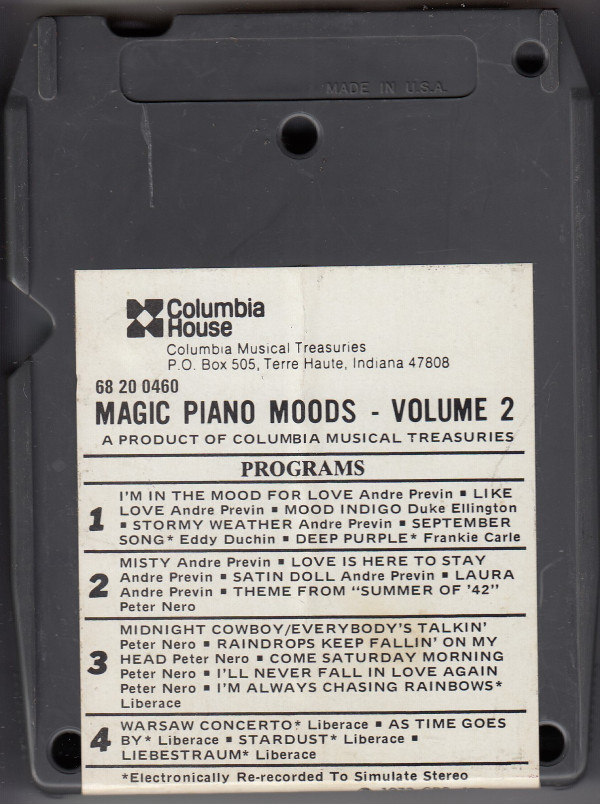 MADE IN U.S.A.
Columbia
House
Columbia Musical Treasuries
P.O. Box 505, Terre Haute, Indiana 47808
68 20 0460
MAGIC PIANO MOODS - VOLUME 2
A PRODUCT OF COLUMBIA MUSICAL TREASURIES
PROGRAMS
1
I'M IN THE MOOD FOR LOVE Andre Previn ▪ LIKE
LOVE Andre Previn ▪ MOOD INDIGO Duke Ellington
▪ STORMY WEATHER Andre Previn ▪ SEPTEMBER
SONG* Eddy Duchin ▪ DEEP PURPLE* Frankie Carle
2
MISTY Andre Previn ▪ LOVE IS HERE TO STAY
Andre Previn ▪ SATIN DOLL Andre Previn ▪ LAURA
Andre Previn ▪ THEME FROM "SUMMER OF '42"
Peter Nero
3
MIDNIGHT COWBOY/EVERYBODY'S TALKIN'
Peter Nero ▪ RAINDROPS KEEP FALLIN' ON MY
HEAD Peter Nero ▪ COME SATURDAY MORNING
Peter Nero ▪ I'LL NEVER FALL IN LOVE AGAIN
Peter Nero ▪ I'M ALWAYS CHASING RAINBOWS*
Liberace
4
WARSAW CONCERTO* Liberace ▪ AS TIME GOES
BY* Liberace ▪ STARDUST* Liberace ▪
LIEBESTRAUM* Liberace
*Electronically Re-recorded To Simulate Stereo